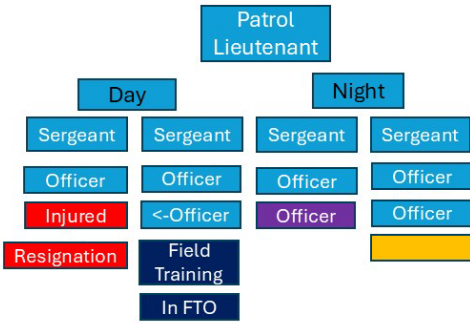 Patrol
Lieutenant
Day
Night
Sergeant
Sergeant
Sergeant
Sergeant
Officer
Officer
Officer
Officer
Injured
<-Officer
Officer
Officer
Resignation
Field
Training
In FTO